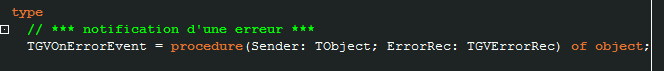 type
// *** notification d'une erreur ***
TGVOnErrorEvent = procedure(Sender: TObject; ErrorRec: TGVErrorRec) of object;